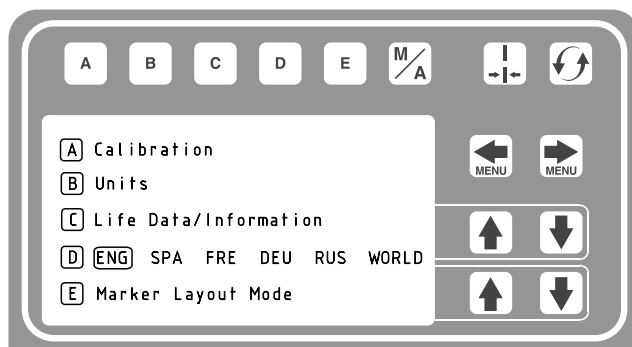 A B C D E M/A
MENU MENU
A Calibration
B Units
C Life Data/Information
D ENG SPA FRE DEU RUS WORLD
E Marker Layout Mode